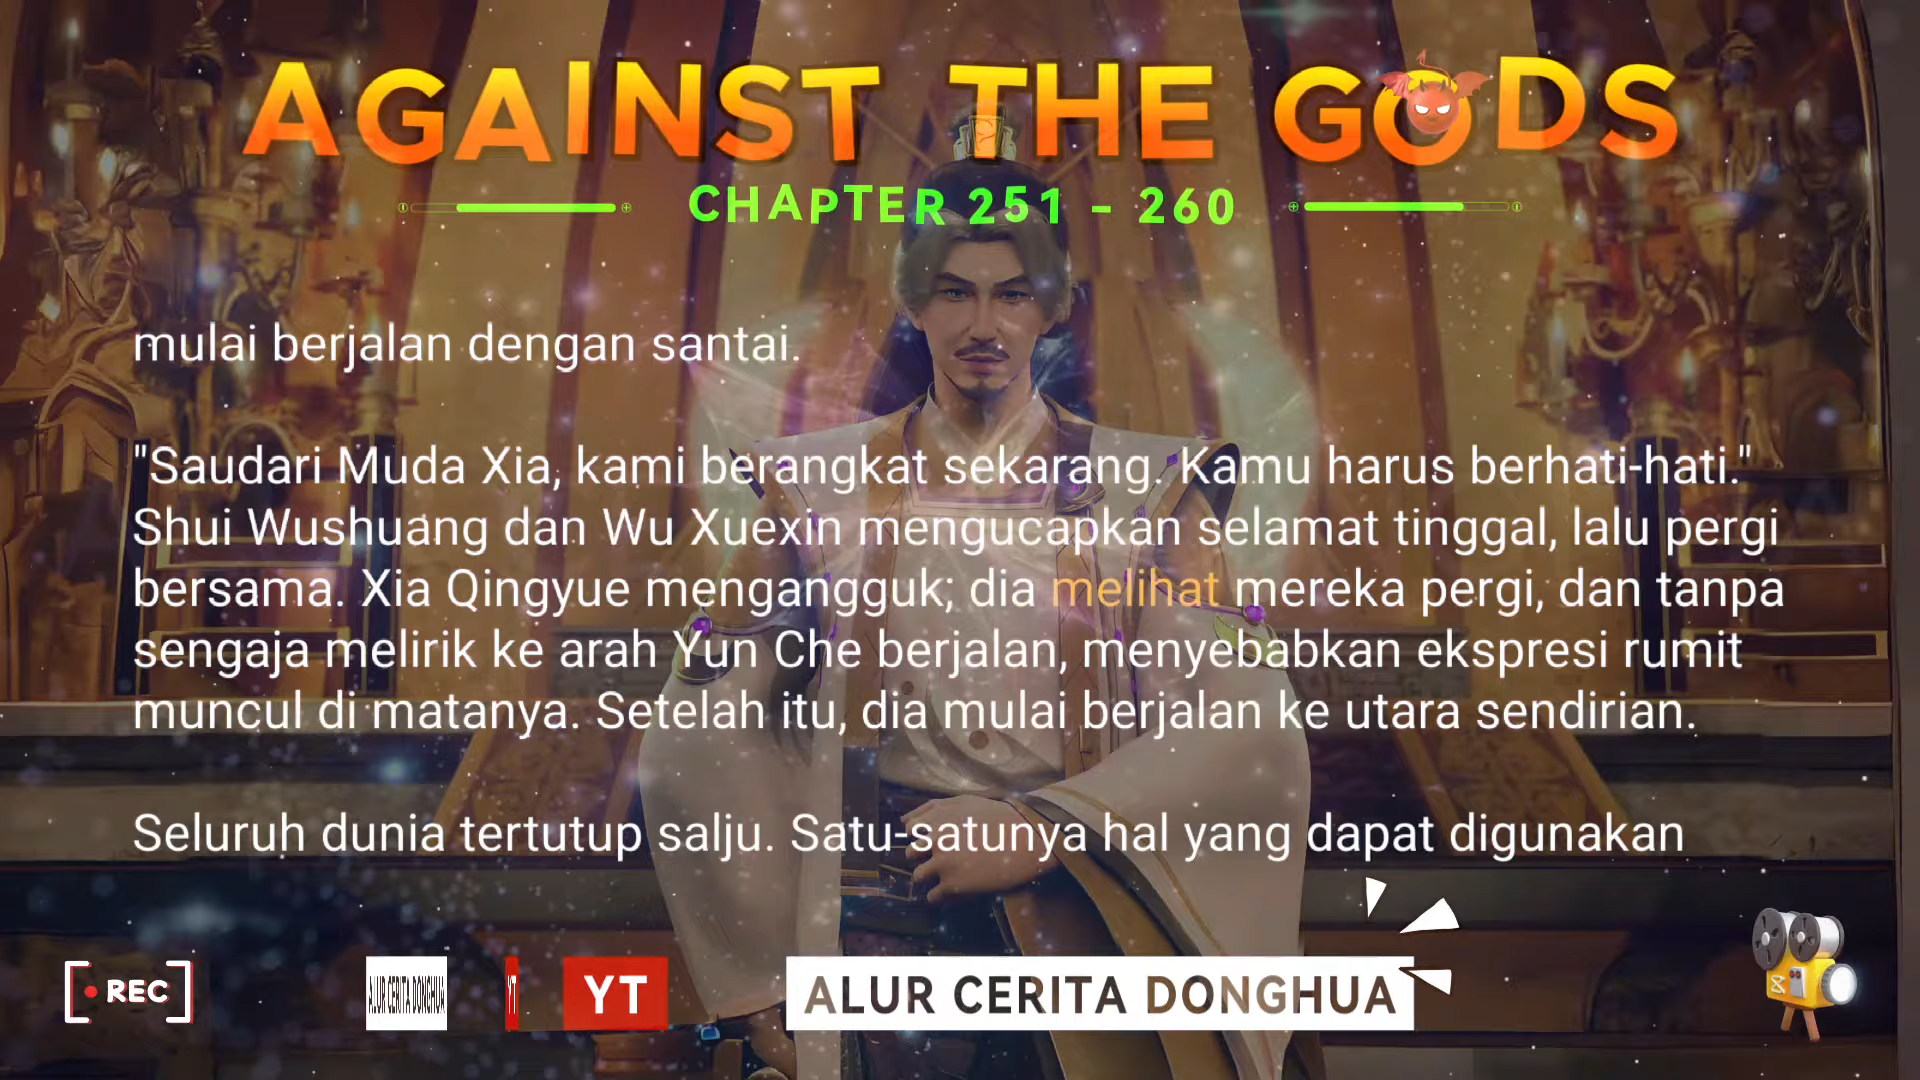 AGAINST THE GODS
CHAPTER 251 - 260
mulai berjalan dengan santai.
"Saudari Muda Xia, kami berangkat sekarang. Kamu harus berhati-hati."
Shui Wushuang dan Wu Xuexin mengucapkan selamat tinggal, lalu pergi
bersama. Xia Qingyue mengangguk; dia melihat mereka pergi, dan tanpa
sengaja melirik ke arah Yun Che berjalan, menyebabkan ekspresi rumit
muncul di matanya. Setelah itu, dia mulai berjalan ke utara sendirian.
Seluruh dunia tertutup salju. Satu-satunya hal yang dapat digunakan
REC
ALUR CERITA DONGHUA
YT
YT
ALUR CERITA DONGHUA